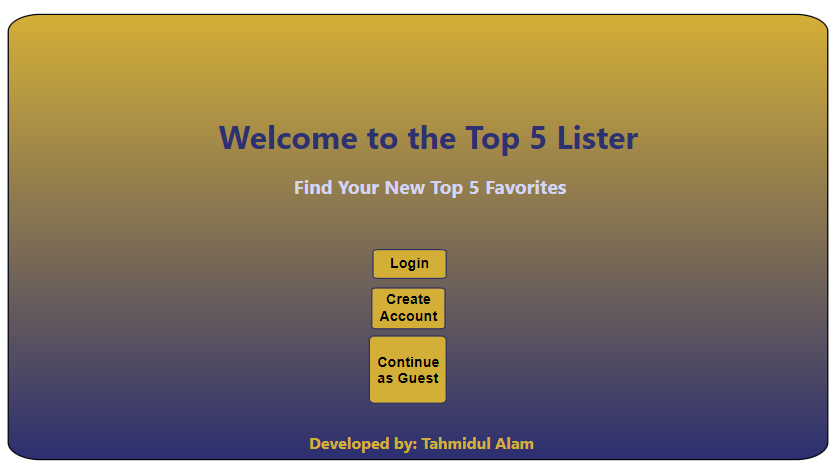 Welcome to the Top 5 Lister
Find Your New Top 5 Favorites
Login
Create
Account
Continue
as Guest
Developed by: Tahmidul Alam